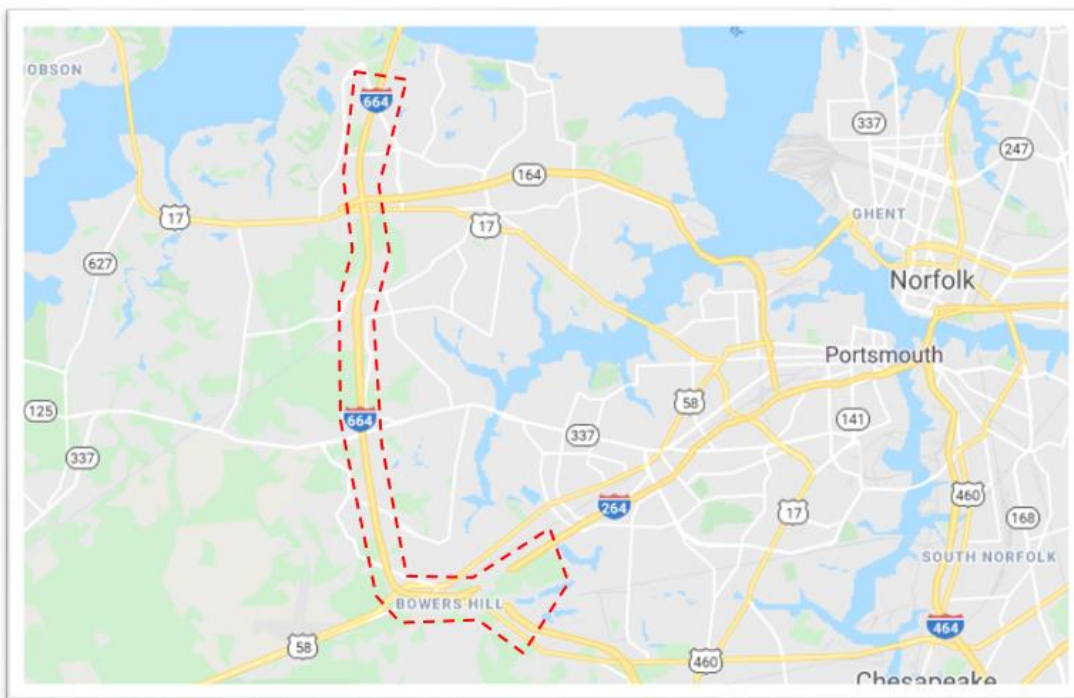 OBSON
664
337
247
164
17
17
GHENT
627
Norfolk
Portsmouth
58
125
664
337
141
337
460
17
264
168
SOUTH NORFOLK
BOWERS HILL
464
58
460
Chesapeake